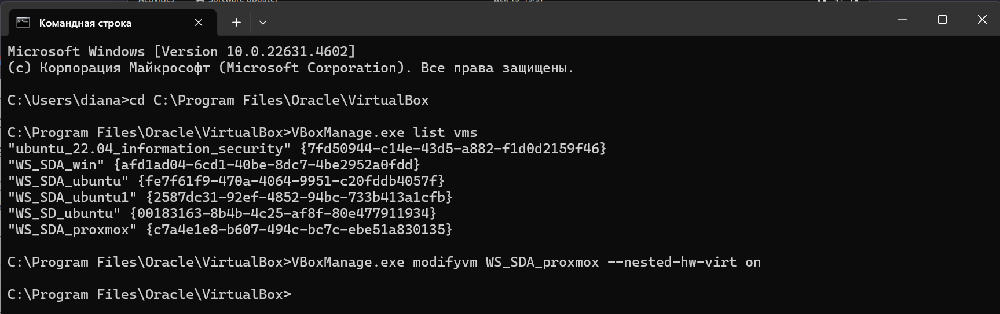 Командная строка
Microsoft Windows [Version 10.0.22631.4602]
(c) Корпорация Майкрософт (Microsoft Corporation). Все права защищены.
C:\Users\diana>cd C:\Program Files\Oracle\VirtualBox
C:\Program Files\Oracle\VirtualBox>VBoxManage.exe list vms
"ubuntu_22.04_information_security" {7fd50944-c14e-43d5-a882-f1d0d2159f46}
"WS_SDA_win" {afd1ad04-6cd1-40be-8dc7-4be2952a0fdd}
"WS_SDA_ubuntu" {fe7f61f9-470a-4064-9951-c20fddb4057f}
"WS_SDA_ubuntu1" {2587dc31-92ef-4852-94bc-733b413a1cfb}
"WS_SD_ubuntu" {00183163-8b4b-4c25-af8f-80e477911934}
"WS_SDA_proxmox" {c7a4e1e8-b607-494c-bc7c-ebe51a830135}
C:\Program Files\Oracle\VirtualBox>VBoxManage.exe modifyvm WS_SDA_proxmox --nested-hw-virt on
C:\Program Files\Oracle\VirtualBox>